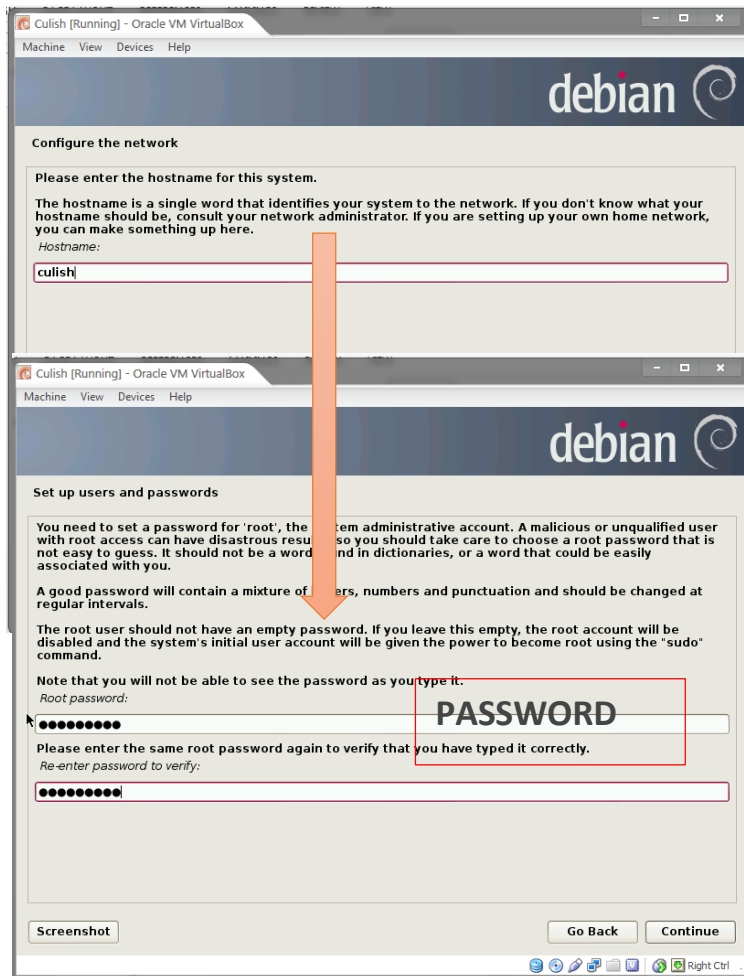 Culish [Running] - Oracle VM VirtualBox
Machine View Devices Help
debian
Configure the network
Please enter the hostname for this system.
The hostname is a single word that identifies your system to the network. If you don't know what your
hostname should be, consult your network administrator. If you are setting up your own home network,
you can make something up here.
Hostname:
culish
Culish [Running] - Oracle VM VirtualBox
Machine View Devices Help
debian
Set up users and passwords
You need to set a password for 'root', the tem administrative account. A malicious or unqualified user
with root access can have disastrous resu so you should take care to choose a root password that is
not easy to guess. It should not be a word nd in dictionaries, or a word that could be easily
associated with you.
A good password will contain a mixture of ers, numbers and punctuation and should be changed at
regular intervals.
The root user should not have an empty password. If you leave this empty, the root account will be
disabled and the system's initial user account will be given the power to become root using the "sudo"
command.
Note that you will not be able to see the password as you type it.
Root password:
PASSWORD
Please enter the same root password again to verify that you have typed it correctly.
Re-enter password to verify:
Screenshot
Go Back
Continue
Right Ctrl